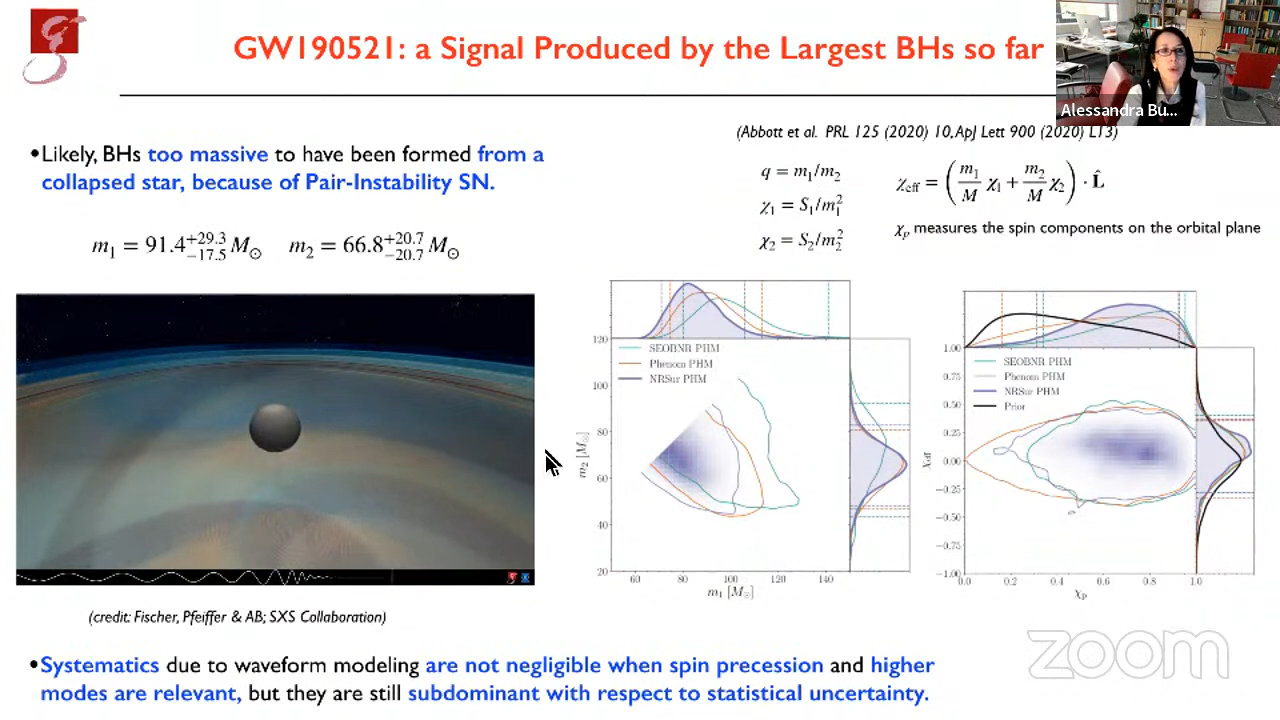 GW190521: a Signal Produced by the Largest BHs so far
Alessandra Bu...
(Abbott et al. PRL 125 (2020) 10, ApJ Lett 900 (2020) L13)
•Likely, BHs too massive to have been formed from a
collapsed star, because of Pair-Instability SN.
m₁ = 91.4 +29.3 −17.5 M⊙ m₂ = 66.8 +20.7 −20.7 M⊙
q = m₁/m₂
χ₁ = S₁/m₁²
χ₂ = S₂/m₂²
χeff = (m₁/M χ₁ + m₂/M χ₂) · L̂
χp measures the spin components on the orbital plane
SEOBNR PHM
Phenom PHM
NRSur PHM
120
100
80
60
40
20
m₂ [M⊙]
60 80 100 120 140
m₁ [M⊙]
SEOBNR PHM
Phenom PHM
NRSur PHM
Prior
1.00
0.75
0.50
0.25
0.00
−0.25
−0.50
−0.75
−1.00
χeff
0.0 0.2 0.4 0.6 0.8 1.0
χp
(credit: Fischer, Pfeiffer & AB; SXS Collaboration)
•Systematics due to waveform modeling are not negligible when spin precession and higher
modes are relevant, but they are still subdominant with respect to statistical uncertainty.
zoom